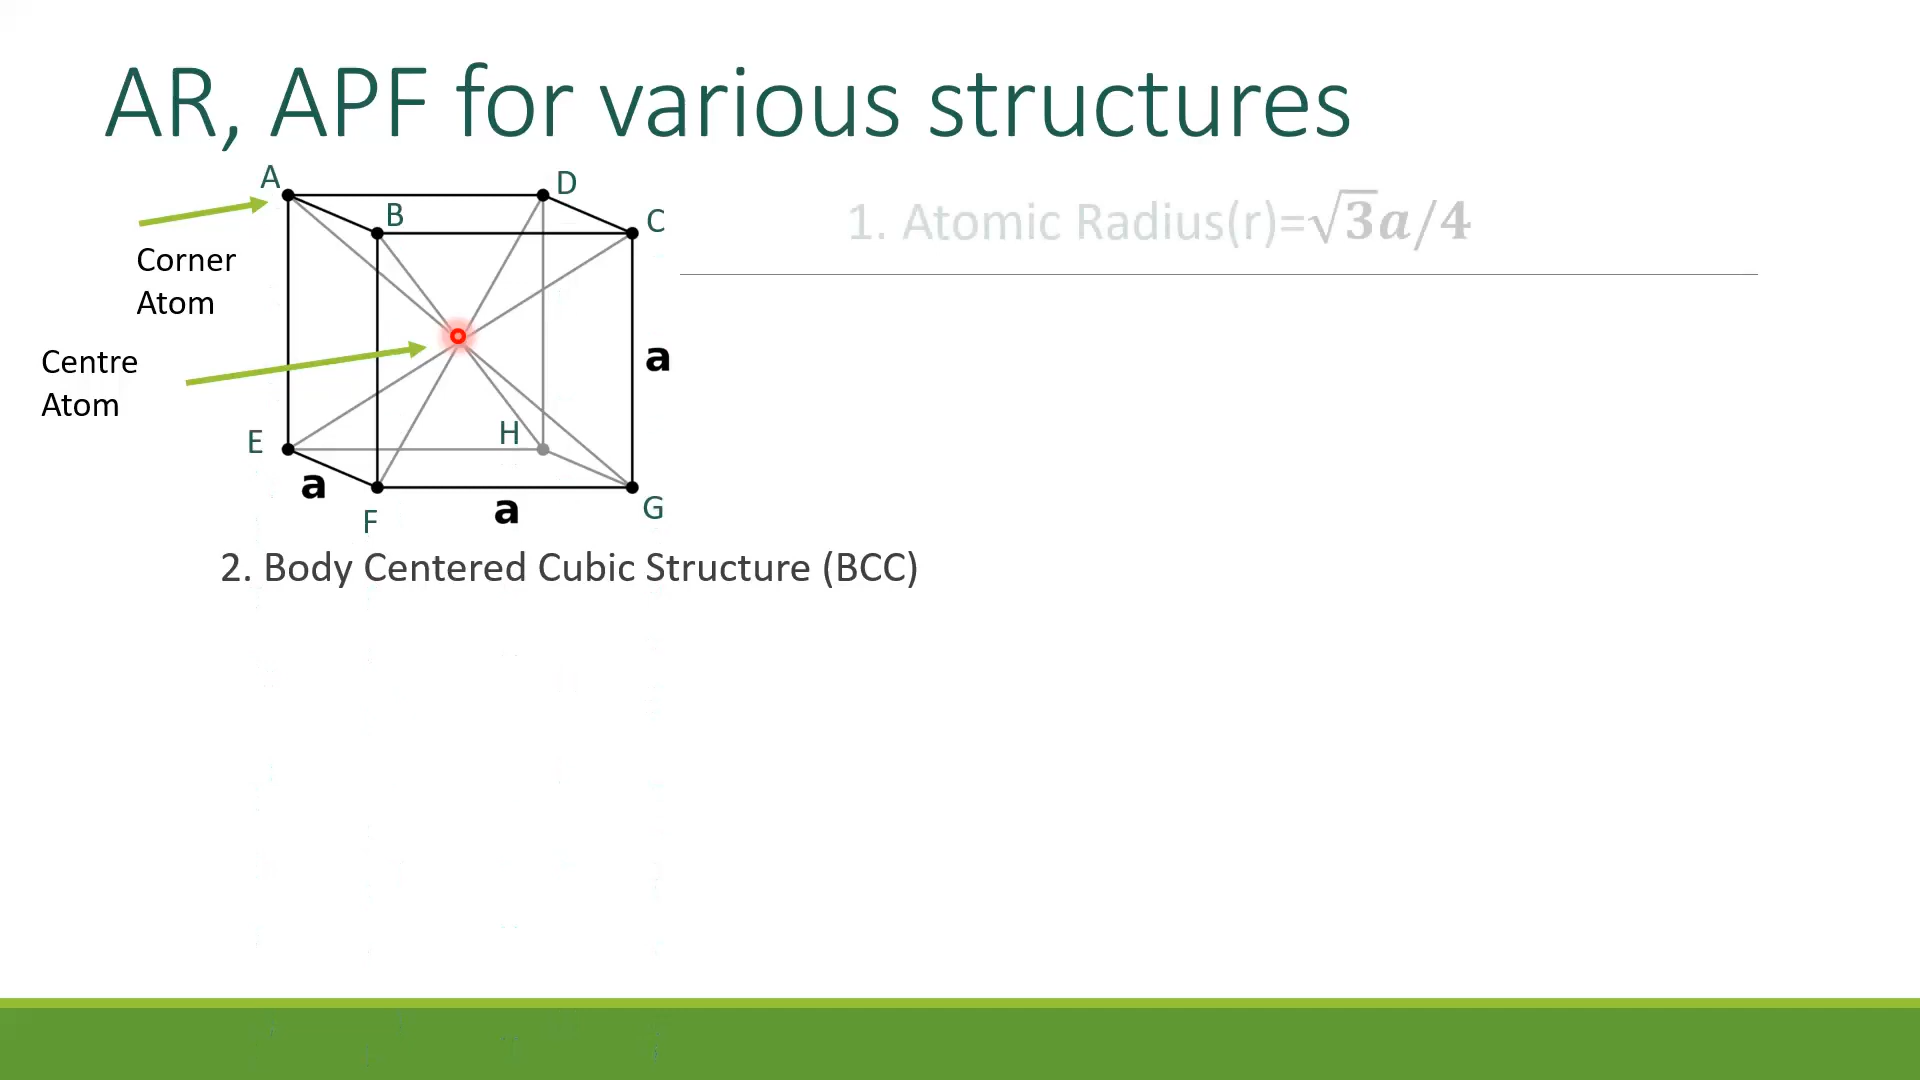 AR, APF for various structures
A
D
B
C
1. Atomic Radius(r)=√3a/4
Corner
Atom
a
Centre
Atom
E
H
a
a
F
G
2. Body Centered Cubic Structure (BCC)